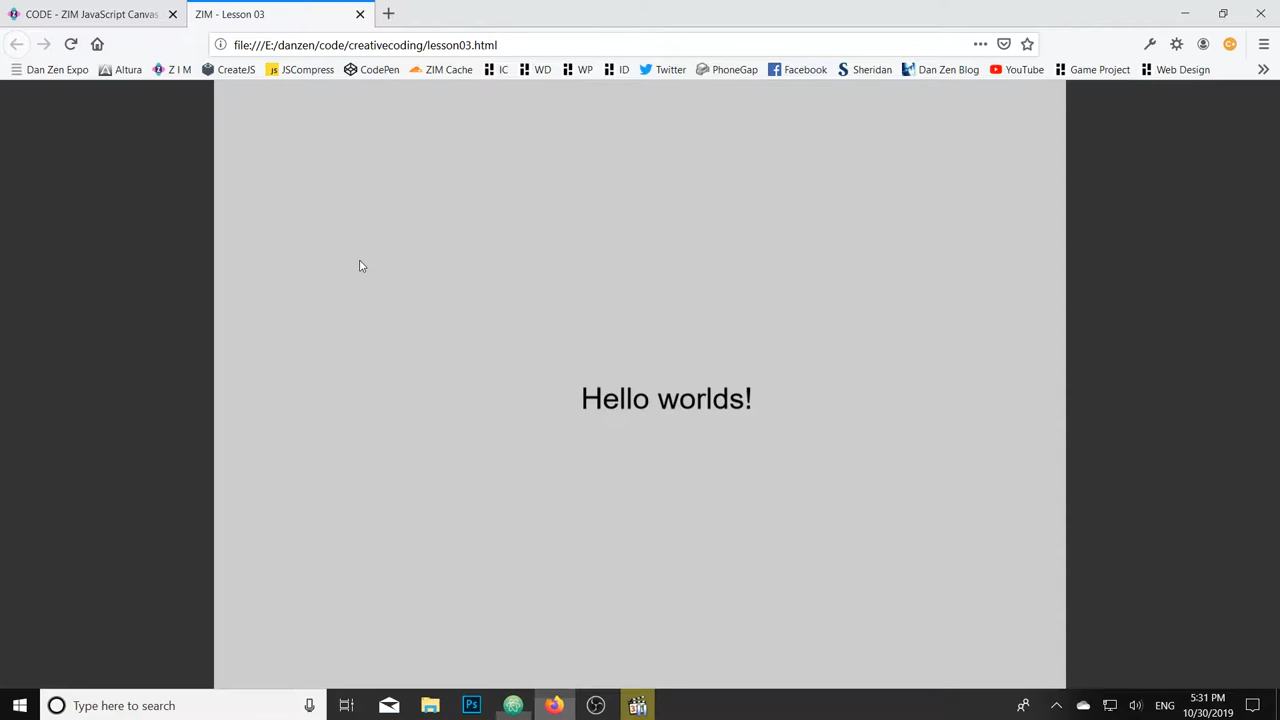 CODE - ZIM JavaScript Canvas
ZIM - Lesson 03
file:///E:/danzen/code/creativecoding/lesson03.html
Dan Zen Expo
Altura
Z I M
CreateJS
JSCompress
CodePen
ZIM Cache
IC
WD
WP
ID
Twitter
PhoneGap
Facebook
Sheridan
Dan Zen Blog
YouTube
Game Project
Web Design
Hello worlds!
Type here to search
Ps
ENG
5:31 PM
10/30/2019